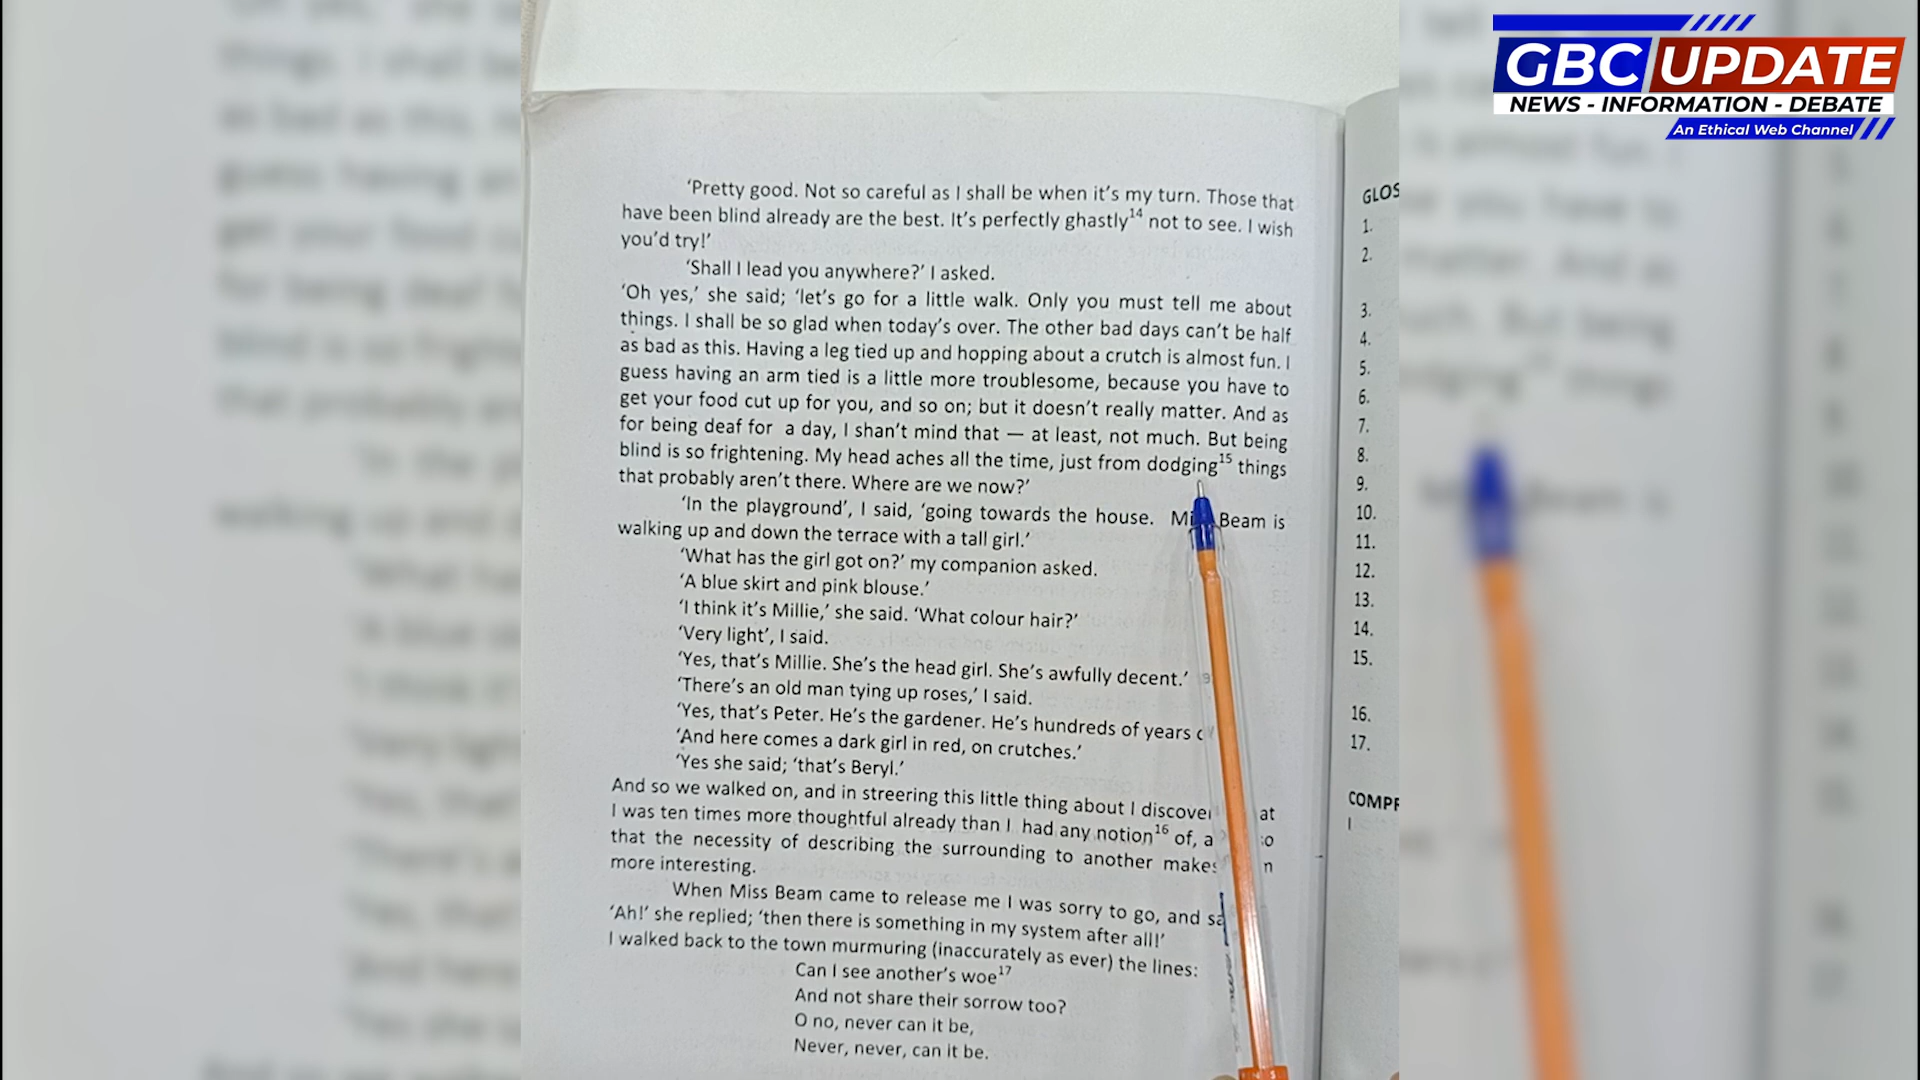 GBC UPDATE
NEWS - INFORMATION - DEBATE
An Ethical Web Channel
‘Pretty good. Not so careful as I shall be when it’s my turn. Those that
have been blind already are the best. It’s perfectly ghastly14 not to see. I wish
you’d try!’
‘Shall I lead you anywhere?’ I asked.
‘Oh yes,’ she said; ‘let’s go for a little walk. Only you must tell me about
things. I shall be so glad when today’s over. The other bad days can’t be half
as bad as this. Having a leg tied up and hopping about a crutch is almost fun. I
guess having an arm tied is a little more troublesome, because you have to
get your food cut up for you, and so on; but it doesn’t really matter. And as
for being deaf for a day, I shan’t mind that — at least, not much. But being
blind is so frightening. My head aches all the time, just from dodging15 things
that probably aren’t there. Where are we now?’
‘In the playground’, I said, ‘going towards the house. Beam is
walking up and down the terrace with a tall girl.’
‘What has the girl got on?’ my companion asked.
‘A blue skirt and pink blouse.’
‘I think it’s Millie,’ she said. ‘What colour hair?’
‘Very light’, I said.
‘Yes, that’s Millie. She’s the head girl. She’s awfully decent.’
‘There’s an old man tying up roses,’ I said.
‘Yes, that’s Peter. He’s the gardener. He’s hundreds of years
‘And here comes a dark girl in red, on crutches.’
‘Yes she said; ‘that’s Beryl.’
And so we walked on, and in streering this little thing about I
I was ten times more thoughtful already than I had any notion16 of,
that the necessity of describing the surrounding to another
more interesting.
When Miss Beam came to release me I was sorry to go, and
‘Ah!’ she replied; ‘then there is something in my system after all!’
I walked back to the town murmuring (inaccurately as ever) the lines:
Can I see another’s woe17
And not share their sorrow too?
O no, never can it be,
Never, never, can it be.
1.
2.
3.
4.
5.
6.
7.
8.
9.
10.
11.
12.
13.
14.
15.
16.
17.